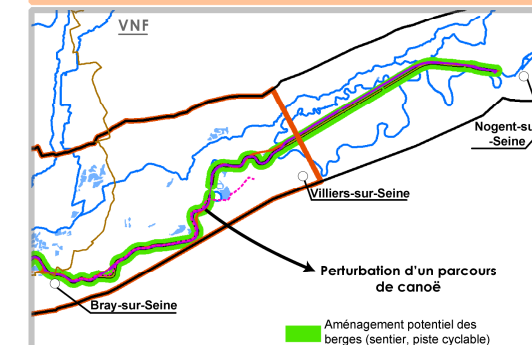 VNF
Nogent-su
-Seine
Villiers-sur-Seine
Perturbation d'un parcours
de canoë
Bray-sur-Seine
Aménagement potentiel des
berges (sentier, piste cyclable)